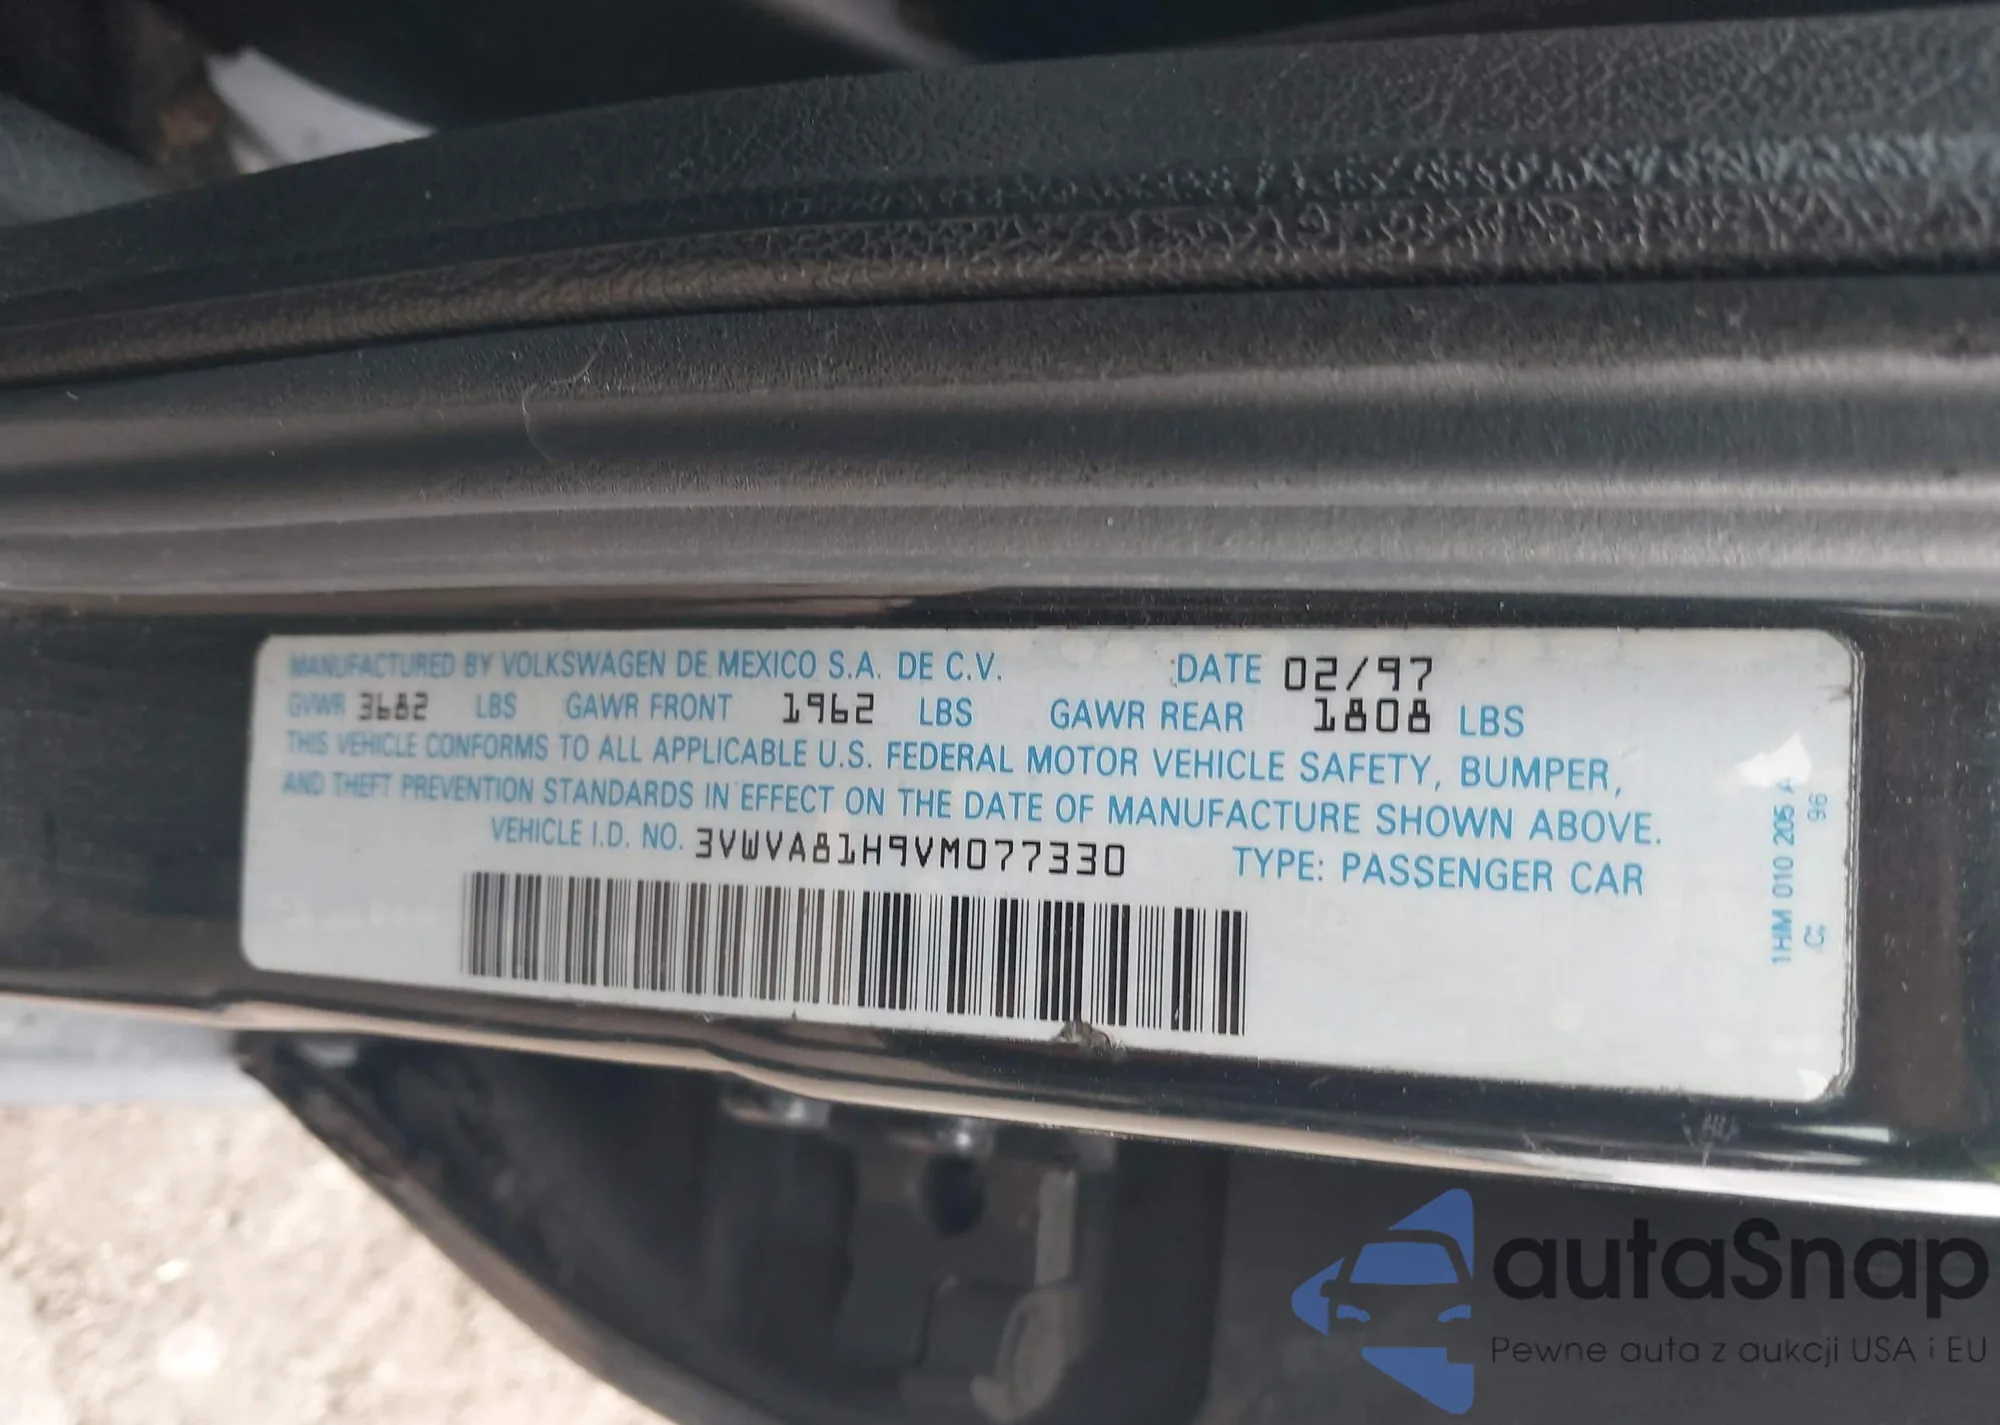 MANUFACTURED BY VOLKSWAGEN DE MEXICO S.A. DE C.V. DATE 02/97
GVWR 3682 LBS GAWR FRONT 1962 LBS GAWR REAR 1808 LBS
THIS VEHICLE CONFORMS TO ALL APPLICABLE U.S. FEDERAL MOTOR VEHICLE SAFETY, BUMPER,
AND THEFT PREVENTION STANDARDS IN EFFECT ON THE DATE OF MANUFACTURE SHOWN ABOVE.
VEHICLE I.D. NO. 3VWVA81H9VM077330 TYPE: PASSENGER CAR
1HM 010 205 A
C 96
autaSnap
Pewne auta z aukcji USA i EU